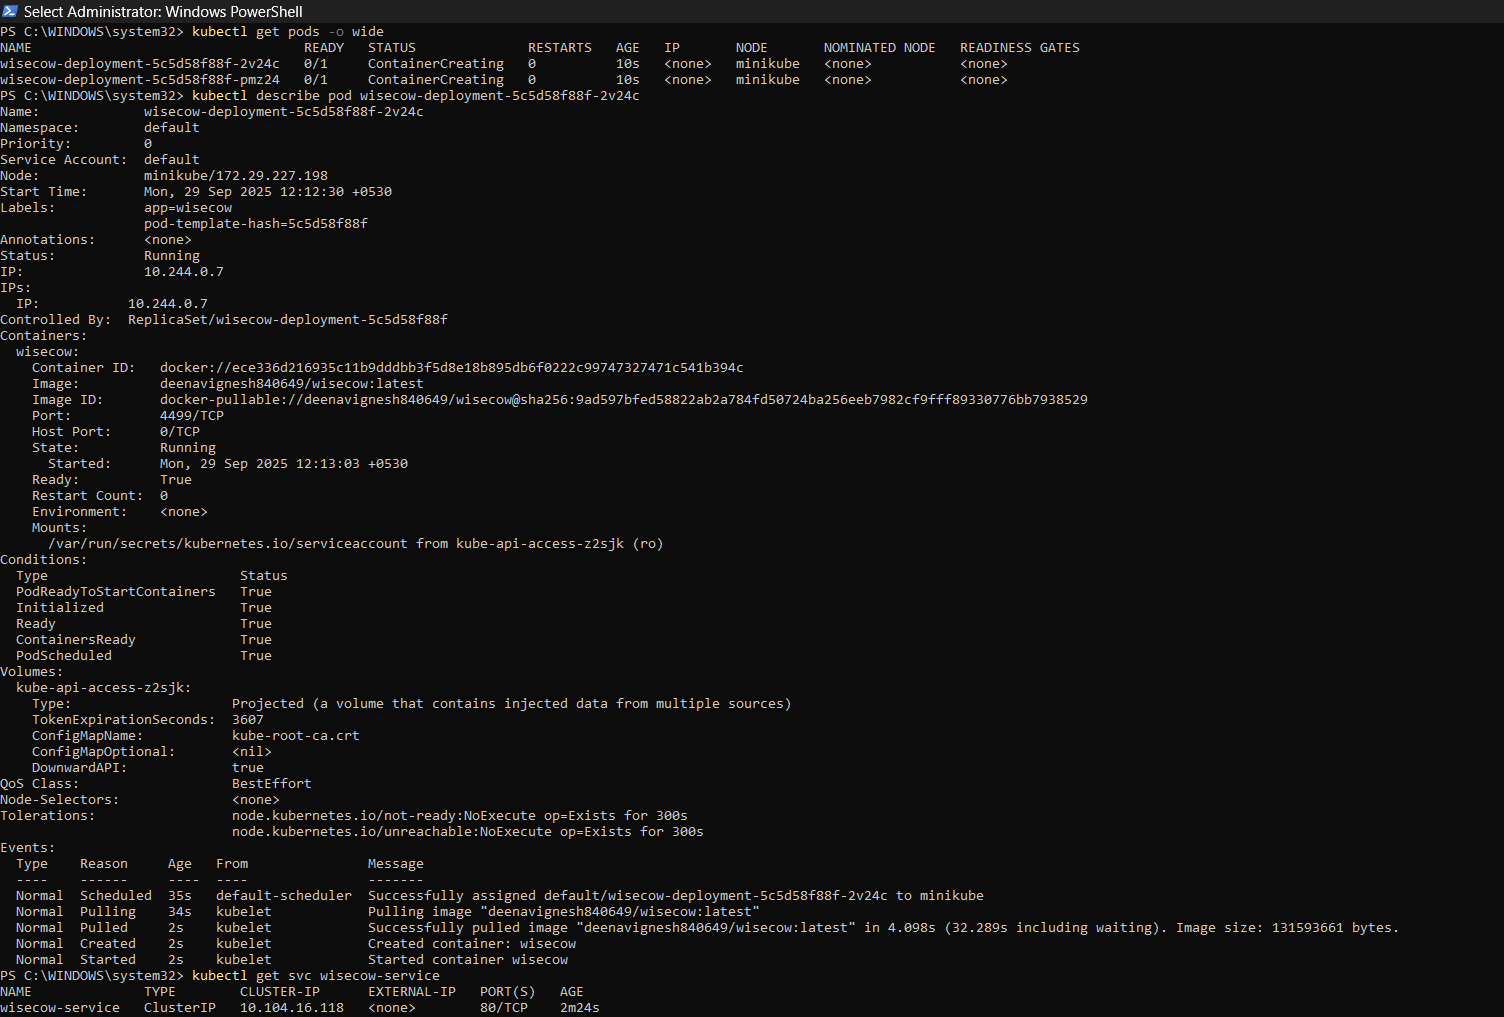 Select Administrator: Windows PowerShell
PS C:\WINDOWS\system32> kubectl get pods -o wide
NAME                                  READY   STATUS              RESTARTS   AGE   IP       NODE       NOMINATED NODE   READINESS GATES
wisecow-deployment-5c5d58f88f-2v24c   0/1     ContainerCreating   0          10s   <none>   minikube   <none>           <none>
wisecow-deployment-5c5d58f88f-pmz24   0/1     ContainerCreating   0          10s   <none>   minikube   <none>           <none>
PS C:\WINDOWS\system32> kubectl describe pod wisecow-deployment-5c5d58f88f-2v24c
Name:             wisecow-deployment-5c5d58f88f-2v24c
Namespace:        default
Priority:         0
Service Account:  default
Node:             minikube/172.29.227.198
Start Time:       Mon, 29 Sep 2025 12:12:30 +0530
Labels:           app=wisecow
                  pod-template-hash=5c5d58f88f
Annotations:      <none>
Status:           Running
IP:               10.244.0.7
IPs:
  IP:           10.244.0.7
Controlled By:  ReplicaSet/wisecow-deployment-5c5d58f88f
Containers:
  wisecow:
    Container ID:   docker://ece336d216935c11b9dddbb3f5d8e18b895db6f0222c99747327471c541b394c
    Image:          deenavignesh840649/wisecow:latest
    Image ID:       docker-pullable://deenavignesh840649/wisecow@sha256:9ad597bfed58822ab2a784fd50724ba256eeb7982cf9fff89330776bb7938529
    Port:           4499/TCP
    Host Port:      0/TCP
    State:          Running
      Started:      Mon, 29 Sep 2025 12:13:03 +0530
    Ready:          True
    Restart Count:  0
    Environment:    <none>
    Mounts:
      /var/run/secrets/kubernetes.io/serviceaccount from kube-api-access-z2sjk (ro)
Conditions:
  Type                        Status
  PodReadyToStartContainers   True
  Initialized                 True
  Ready                       True
  ContainersReady             True
  PodScheduled                True
Volumes:
  kube-api-access-z2sjk:
    Type:                    Projected (a volume that contains injected data from multiple sources)
    TokenExpirationSeconds:  3607
    ConfigMapName:           kube-root-ca.crt
    ConfigMapOptional:       <nil>
    DownwardAPI:             true
QoS Class:                   BestEffort
Node-Selectors:              <none>
Tolerations:                 node.kubernetes.io/not-ready:NoExecute op=Exists for 300s
                             node.kubernetes.io/unreachable:NoExecute op=Exists for 300s
Events:
  Type    Reason     Age   From               Message
  ----    ------     ----  ----               -------
  Normal  Scheduled  35s   default-scheduler  Successfully assigned default/wisecow-deployment-5c5d58f88f-2v24c to minikube
  Normal  Pulling    34s   kubelet            Pulling image "deenavignesh840649/wisecow:latest"
  Normal  Pulled     2s    kubelet            Successfully pulled image "deenavignesh840649/wisecow:latest" in 4.098s (32.289s including waiting). Image size: 131593661 bytes.
  Normal  Created    2s    kubelet            Created container: wisecow
  Normal  Started    2s    kubelet            Started container wisecow
PS C:\WINDOWS\system32> kubectl get svc wisecow-service
NAME              TYPE        CLUSTER-IP      EXTERNAL-IP   PORT(S)   AGE
wisecow-service   ClusterIP   10.104.16.118   <none>        80/TCP    2m24s